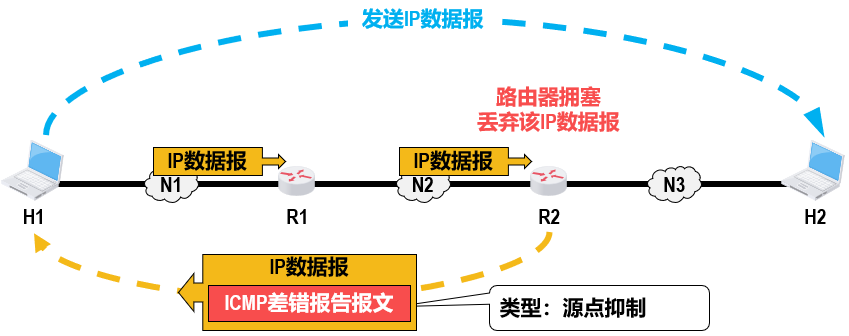 发送IP数据报
路由器拥塞
丢弃该IP数据报
IP数据报
IP数据报
N1
N2
N3
H1
R1
R2
H2
IP数据报
ICMP差错报告报文
类型：源点抑制